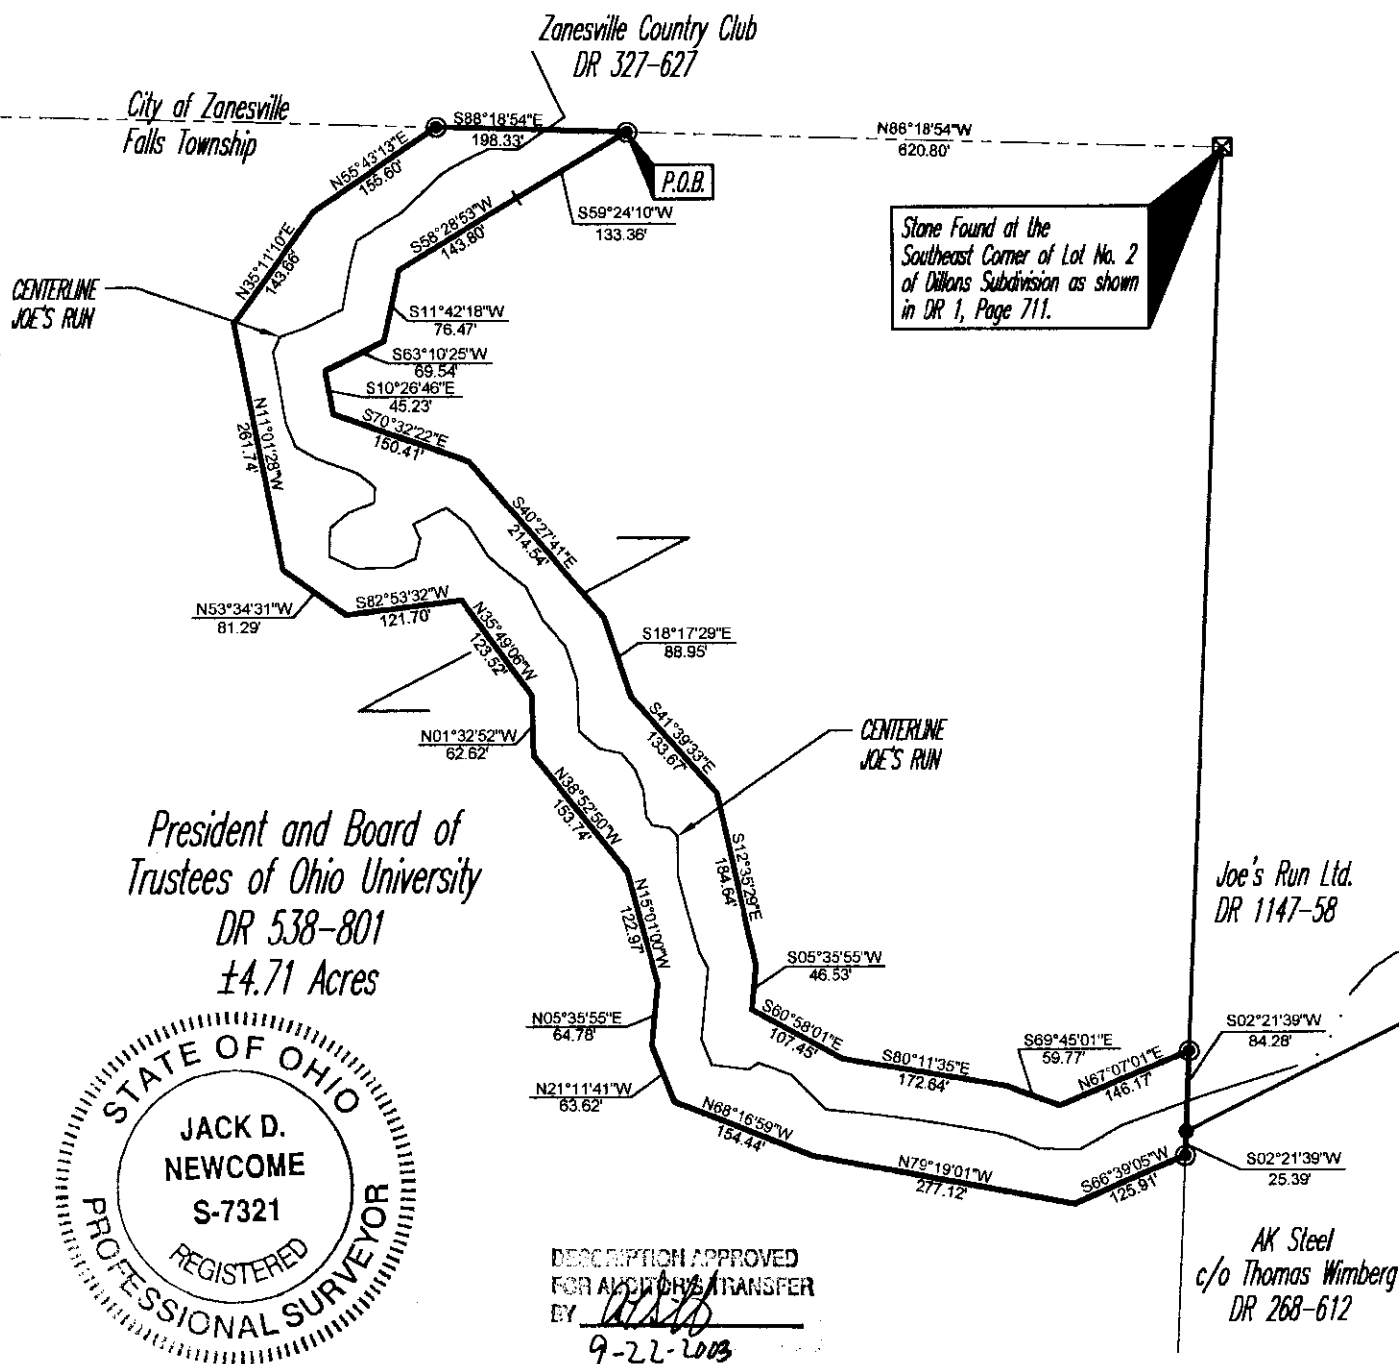 Zanesville Country Club
DR 327-627
City of Zanesville
Falls Township
S88°18'54"E
198.33'
N86°18'54"W
620.80'
N55°43'13"E
155.60'
P.O.B.
S59°24'10"W
133.36'
S58°28'53"W
143.80'
Stone Found at the
Southeast Corner of Lot No. 2
of Dillons Subdivision as shown
in DR 1, Page 711.
N35°11'10"E
143.66'
CENTERLINE
JOE'S RUN
S11°42'18"W
76.47'
S63°10'25"W
69.54'
S10°26'46"E
45.23'
S70°32'22"E
150.41'
N11°01'28"W
261.74'
S40°27'41"E
214.54'
N53°34'31"W
81.29'
S82°53'32"W
121.70'
N35°49'06"W
123.52'
S18°17'29"E
88.95'
S41°39'33"E
133.67'
N01°32'52"W
62.62'
CENTERLINE
JOE'S RUN
N38°52'50"W
153.74'
President and Board of
Trustees of Ohio University
DR 538-801
±4.71 Acres
S12°35'29"E
184.64'
N15°01'00"W
122.97'
Joe's Run Ltd.
DR 1147-58
S05°35'55"W
46.53'
N05°35'55"E
64.78'
S60°58'01"E
107.45'
S80°11'35"E
172.84'
S69°45'01"E
59.77'
N67°07'01"E
146.17'
S02°21'39"W
84.28'
N21°11'41"W
63.62'
N68°16'59"W
154.44'
N79°19'01"W
277.12'
S66°39'05"W
125.91'
S02°21'39"W
25.39'
STATE OF OHIO
JACK D.
NEWCOME
S-7321
REGISTERED
PROFESSIONAL SURVEYOR
DESCRIPTION APPROVED
FOR AUDITOR'S TRANSFER
BY
9-22-2003
AK Steel
c/o Thomas Wimberg
DR 268-612